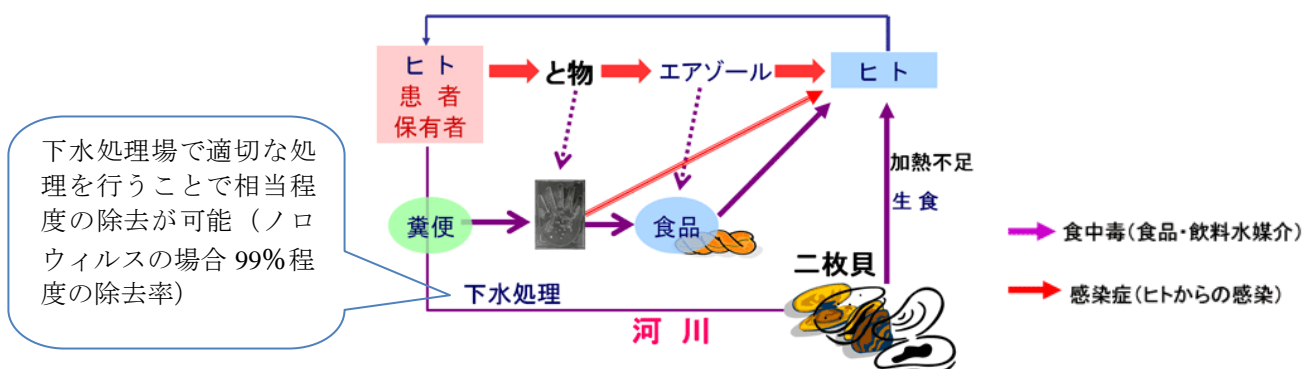 ヒト
患者
保有者
と物
エアゾール
ヒト
下水処理場で適切な処
理を行うことで相当程
度の除去が可能（ノロ
ウィルスの場合 99%程
度の除去率）
糞便
食品
加熱不足
生食
二枚貝
下水処理
河川
食中毒(食品・飲料水媒介)
感染症(ヒトからの感染)